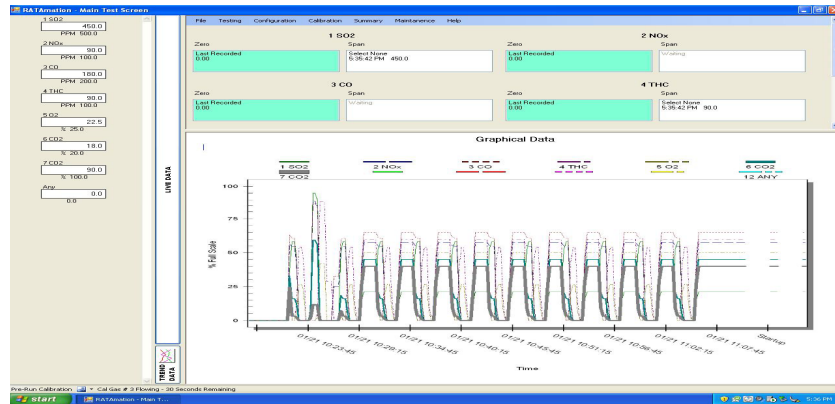 RATAmation - Main Test Screen
1 SO2
450.0
PPM 500.0
2 NOx
90.0
PPM 100.0
3 CO
180.0
PPM 200.0
4 THC
90.0
PPM 100.0
5 O2
22.5
% 25.0
6 CO2
18.0
% 20.0
7 CO2
90.0
% 100.0
Any
0.0
0.0
LIVE DATA
TREND DATA
File Testing Configuration Calibration Summary Maintanence Help
1 SO2
Zero Span
Last Recorded
0.00
Select None
5:35:42 PM 450.0
2 NOx
Zero Span
Last Recorded
0.00
Waiting
3 CO
Zero Span
Last Recorded
0.00
Waiting
4 THC
Zero Span
Last Recorded
0.00
Select None
5:35:42 PM 90.0
Graphical Data
1 SO2 2 NOx 3 CO 4 THC 5 O2 6 CO2
7 CO2 12 ANY
% Full Scale
100
75
50
25
0
01/21 10:23:45 01/21 10:29:15 01/21 10:34:45 01/21 10:40:15 01/21 10:45:45 01/21 10:51:15 01/21 10:56:45 01/21 11:02:15 01/21 11:07:45 Startup
Time
Pre-Run Calibration Cal Gas # 3 Flowing - 30 Seconds Remaining
start RATAmation - Main T... 5:36 PM